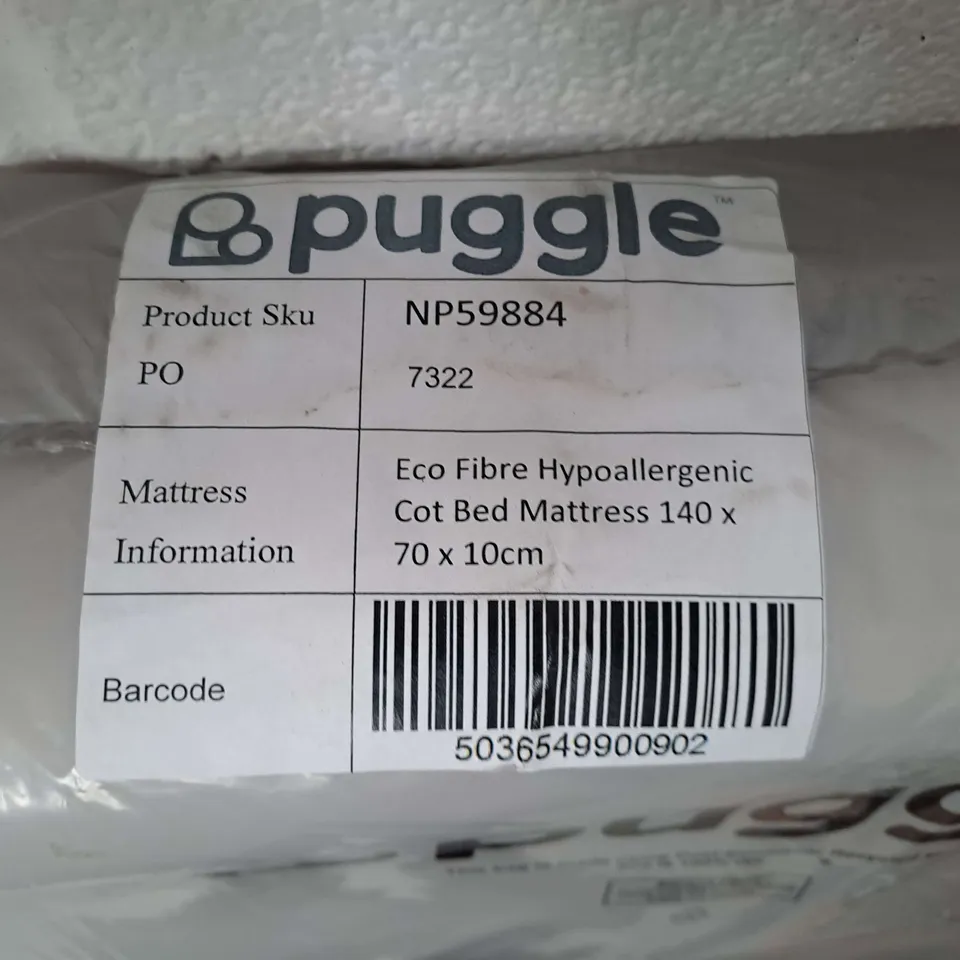 puggle™
Product Sku NP59884
PO 7322
Mattress Information
Eco Fibre Hypoallergenic
Cot Bed Mattress 140 x
70 x 10cm
Barcode
5036549900902
pugg